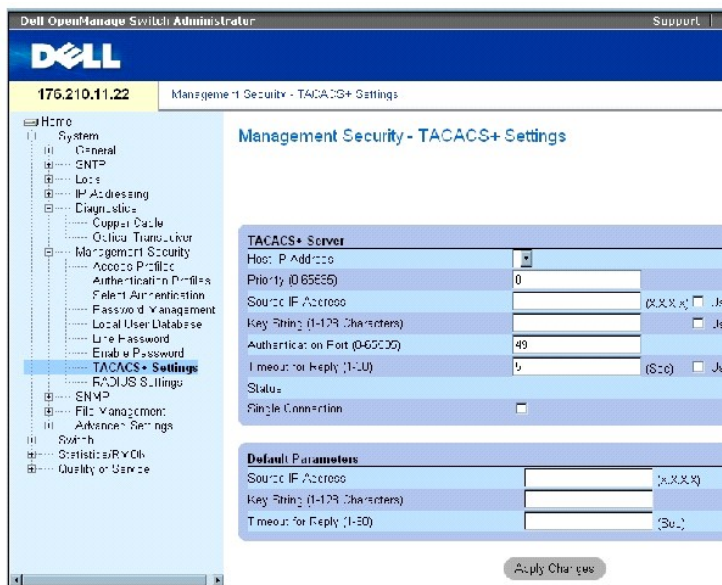 Dell OpenManage Switch Administrator Support
DELL
176.210.11.22 Management Security - TACACS+ Settings
Home
System
General
SNTP
Logs
IP Addressing
Diagnostics
Copper Cable
Optical Transceiver
Management Security
Access Profiles
Authentication Profiles
Select Authentication
Password Management
Local User Database
Line Password
Enable Password
TACACS+ Settings
RADIUS Settings
SNMP
File Management
Advanced Settings
Switch
Statistics/RMON
Quality of Service
Management Security - TACACS+ Settings
TACACS+ Server
Host IP Address
Priority (0-65535) 0
Source IP Address (X.X.X.X) Us
Key String (1-128 Characters) Us
Authentication Port (0-65535) 49
Timeout for Reply (1-30) 5 (Sec) Us
Status
Single Connection
Default Parameters
Source IP Address (X.X.X.X)
Key String (1-128 Characters)
Timeout for Reply (1-30) (Sec)
Apply Changes